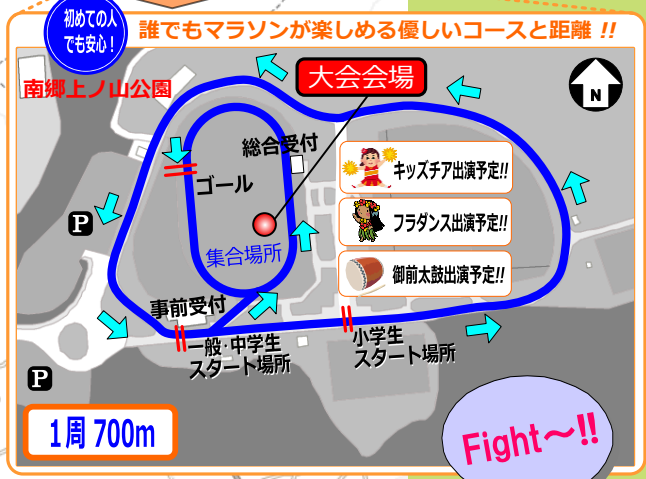 初めての人
でも安心！
誰でもマラソンが楽しめる優しいコースと距離 !!
南郷上ノ山公園
大会会場
N
総合受付
ゴール
キッズチア出演予定!!
フラダンス出演予定!!
御前太鼓出演予定!!
P
集合場所
事前受付
一般・中学生
スタート場所
小学生
スタート場所
P
1周 700m
Fight～!!